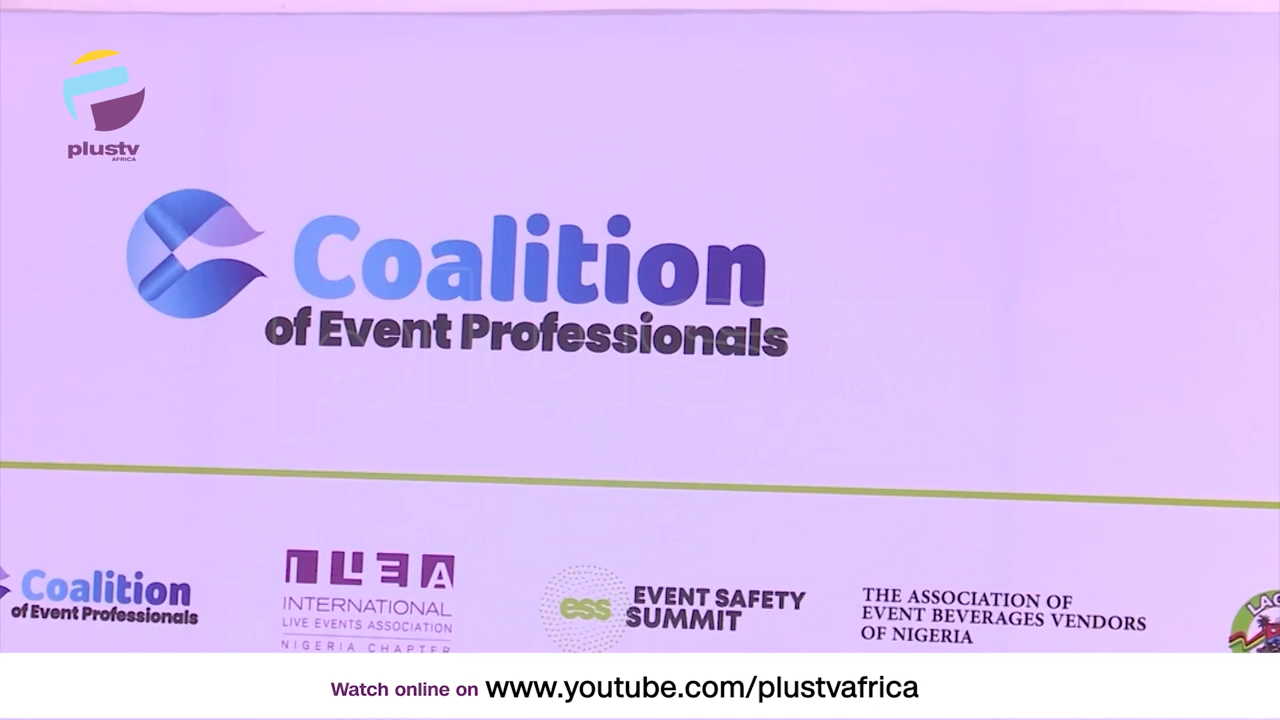 plustv
AFRICA
Coalition
of Event Professionals
plustv
Coalition
of Event Professionals
ILEA
INTERNATIONAL
LIVE EVENTS ASSOCIATION
NIGERIA CHAPTER
ess
EVENT SAFETY
SUMMIT
THE ASSOCIATION OF
EVENT BEVERAGES VENDORS
OF NIGERIA
Watch online on www.youtube.com/plustvafrica